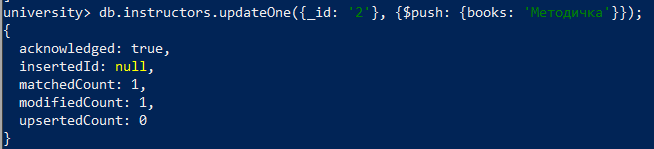 university> db.instructors.updateOne({_id: '2'}, {$push: {books: 'Методичка'}});
{
  acknowledged: true,
  insertedId: null,
  matchedCount: 1,
  modifiedCount: 1,
  upsertedCount: 0
}